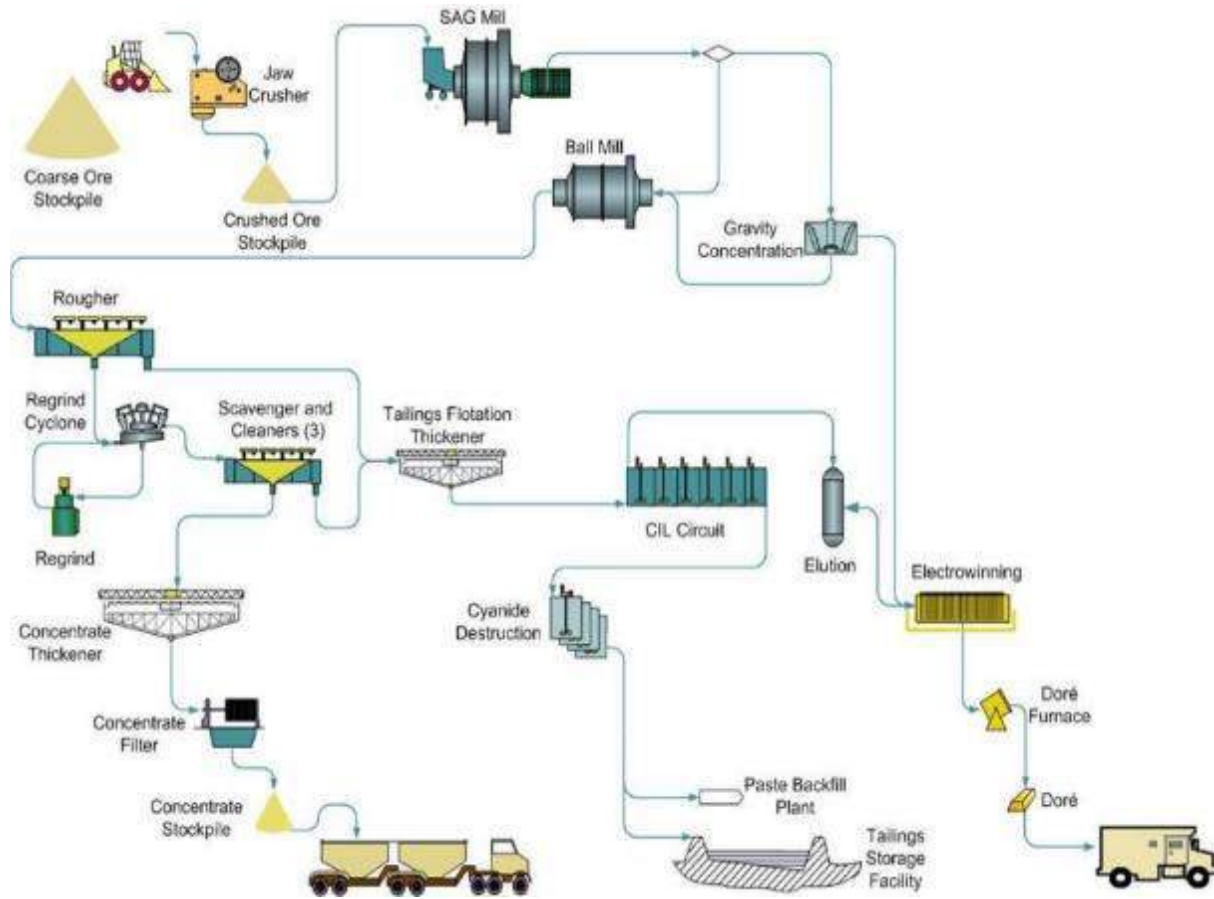 SAG Mill
Jaw
Crusher
Coarse Ore
Stockpile
Crushed Ore
Stockpile
Ball Mill
Gravity
Concentration
Rougher
Regrind
Cyclone
Scavenger and
Cleaners (3)
Tailings Flotation
Thickener
Regrind
CIL Circuit
Elution
Electrowinning
Concentrate
Thickener
Cyanide
Destruction
Concentrate
Filter
Doré
Furnace
Concentrate
Stockpile
Paste Backfill
Plant
Doré
Tailings
Storage
Facility